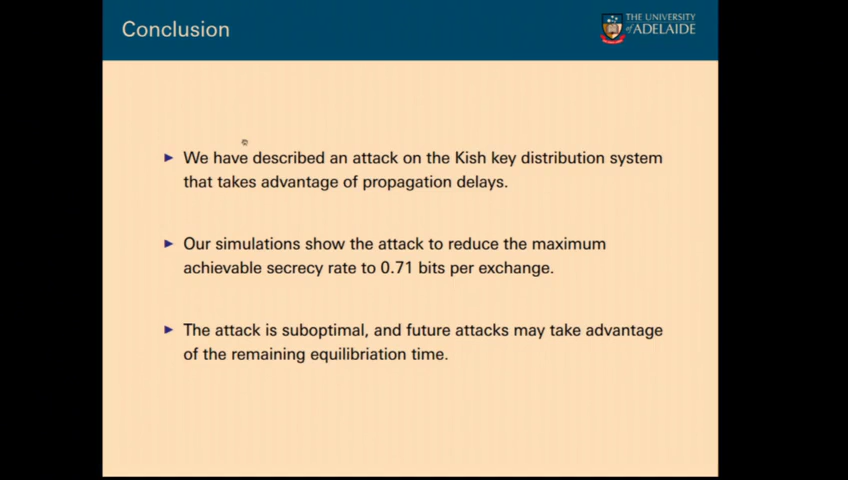 Conclusion
THE UNIVERSITY
of ADELAIDE
We have described an attack on the Kish key distribution system
that takes advantage of propagation delays.
Our simulations show the attack to reduce the maximum
achievable secrecy rate to 0.71 bits per exchange.
The attack is suboptimal, and future attacks may take advantage
of the remaining equilibriation time.